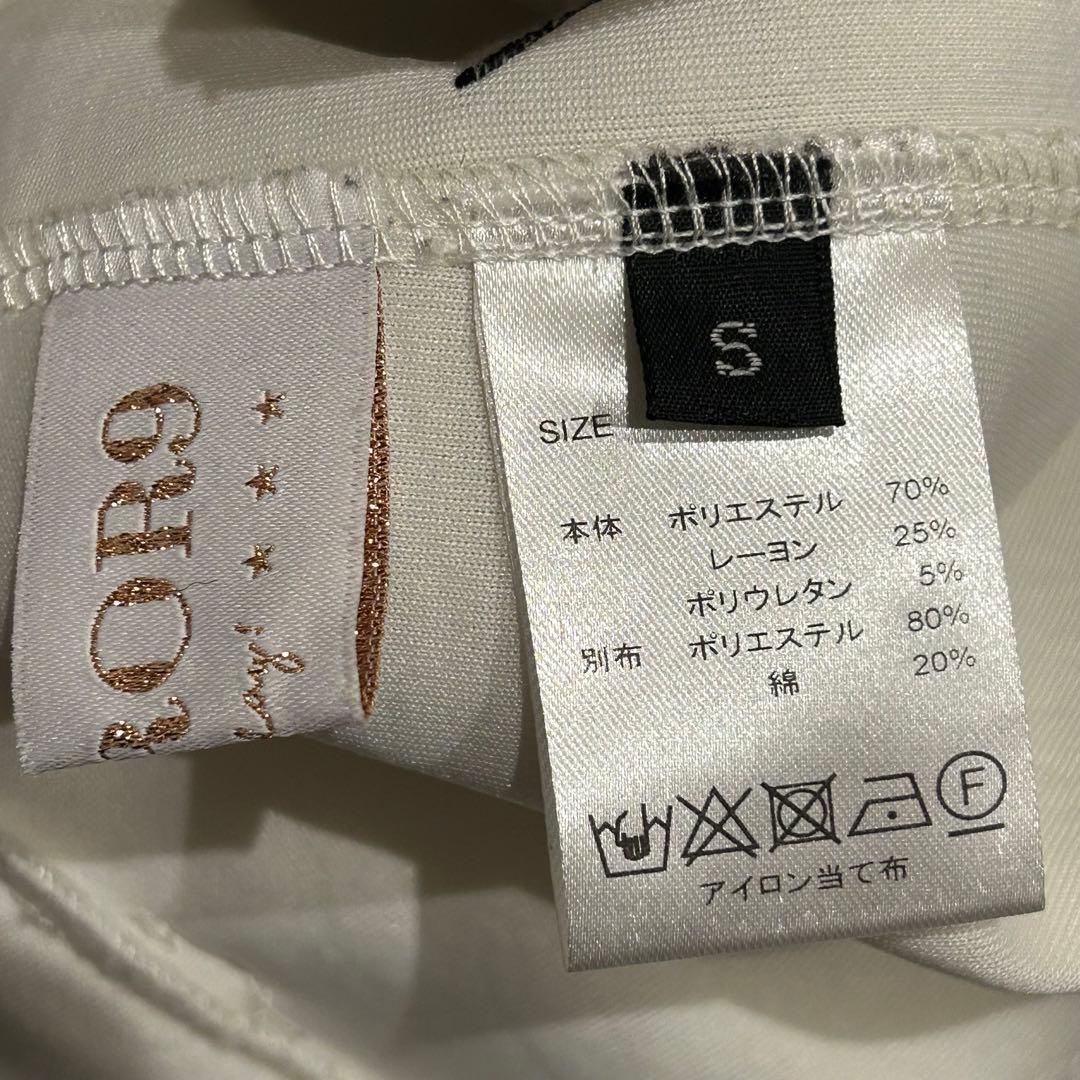 ROR9
SIZE
S
本体 ポリエステル 70%
レーヨン 25%
ポリウレタン 5%
別布 ポリエステル 80%
綿 20%
F
アイロン当て布